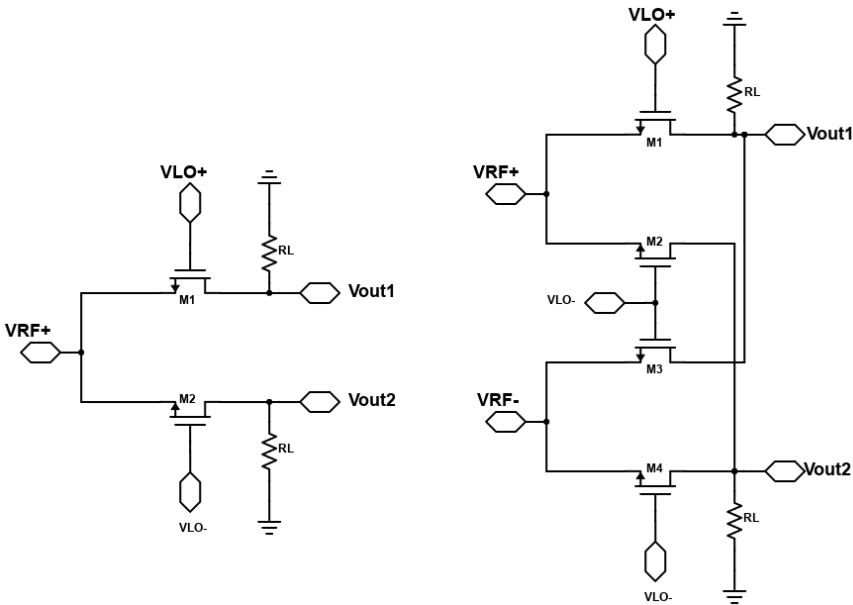 VLO+
RL
M1
Vout1
VRF+
M2
Vout2
RL
VLO-
VLO+
RL
M1
Vout1
VRF+
M2
VLO-
M3
VRF-
M4
Vout2
RL
VLO-